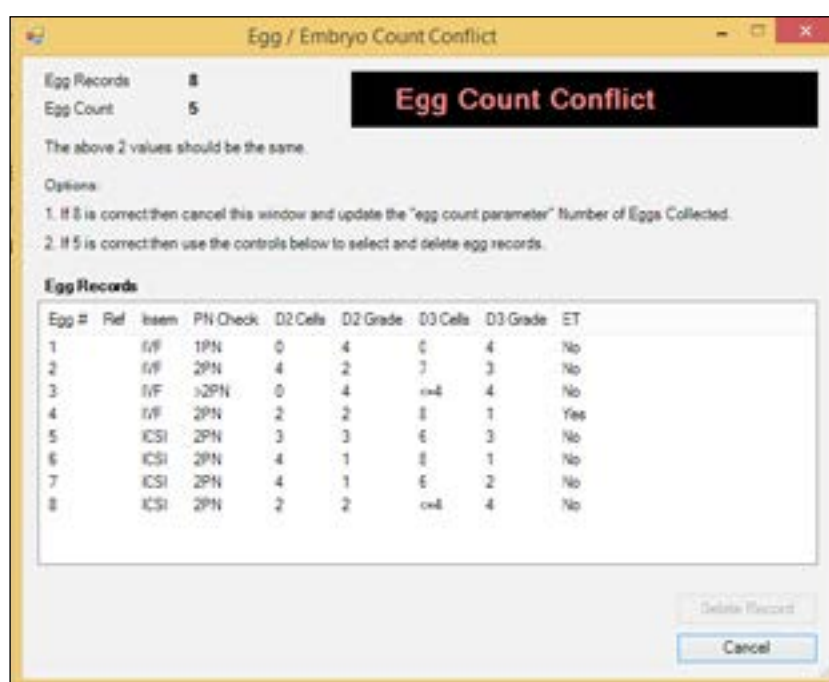 Egg / Embryo Count Conflict
Egg Records 8
Egg Count 5
Egg Count Conflict
The above 2 values should be the same.
Options:
1. If 8 is correct then cancel this window and update the "egg count parameter" Number of Eggs Collected.
2. If 5 is correct then use the controls below to select and delete egg records.
Egg Records
Egg # Ref Insem PN Check D2 Cells D2 Grade D3 Cells D3 Grade ET
1 IVF 1PN 0 4 0 4 No
2 IVF 2PN 4 2 7 3 No
3 IVF >2PN 0 4 <=4 4 No
4 IVF 2PN 2 2 8 1 Yes
5 ICSI 2PN 3 3 6 3 No
6 ICSI 2PN 4 1 8 1 No
7 ICSI 2PN 4 1 6 2 No
8 ICSI 2PN 2 2 <=4 4 No
Delete Record
Cancel